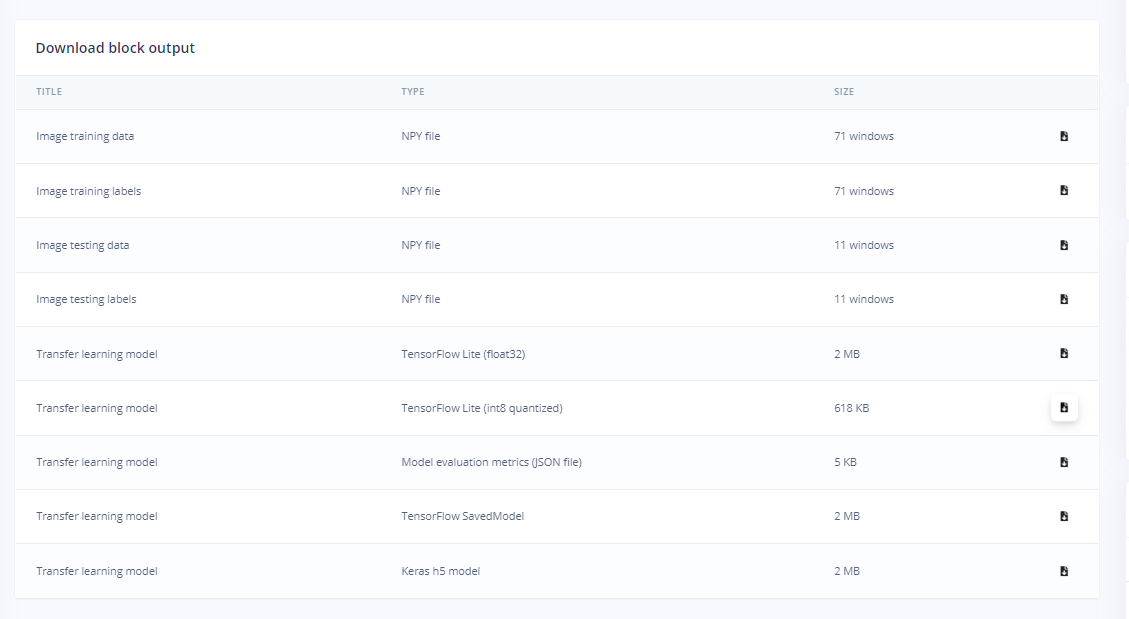 Download block output
TITLE TYPE SIZE
Image training data NPY file 71 windows
Image training labels NPY file 71 windows
Image testing data NPY file 11 windows
Image testing labels NPY file 11 windows
Transfer learning model TensorFlow Lite (float32) 2 MB
Transfer learning model TensorFlow Lite (int8 quantized) 618 KB
Transfer learning model Model evaluation metrics (JSON file) 5 KB
Transfer learning model TensorFlow SavedModel 2 MB
Transfer learning model Keras h5 model 2 MB